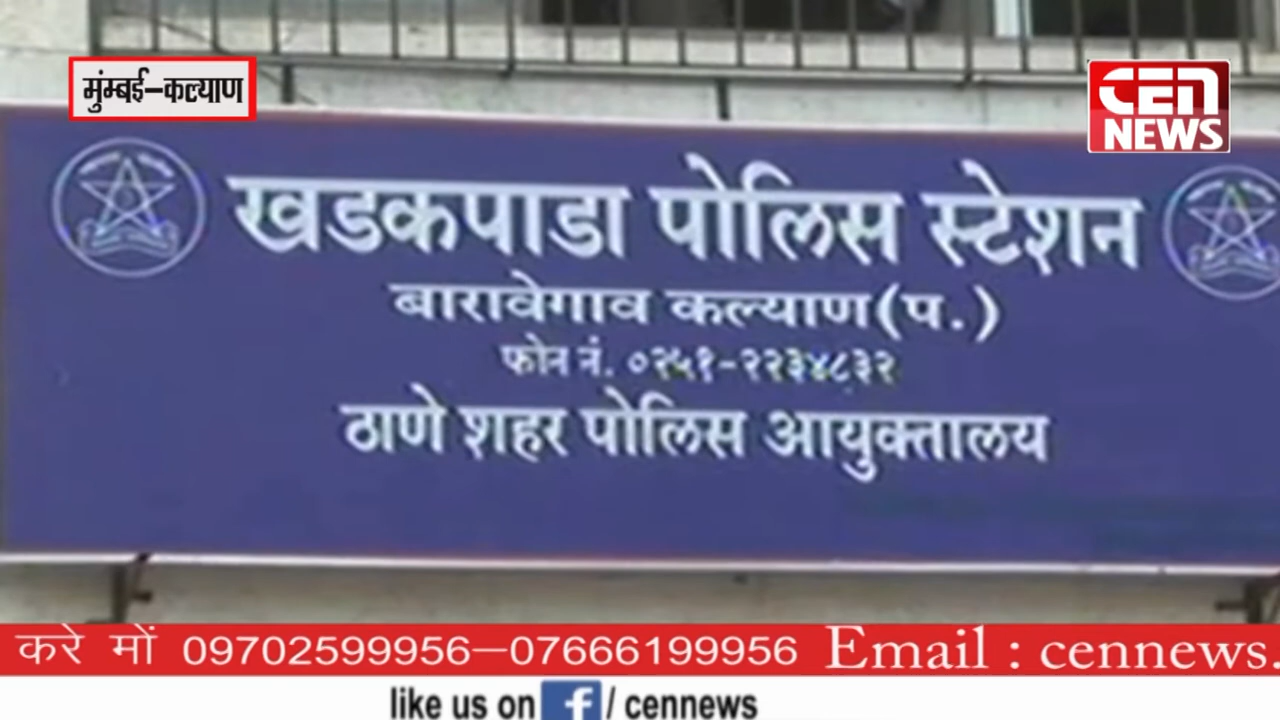 मुंम्बई-कल्याण
CEN
NEWS
खडकपाडा पोलिस स्टेशन
बारावेगाव कल्याण(प.)
फोन नं. ०२५१-२२३४८३२
ठाणे शहर पोलिस आयुक्तालय
करे मों 09702599956-07666199956 Email : cennews.
like us on f / cennews